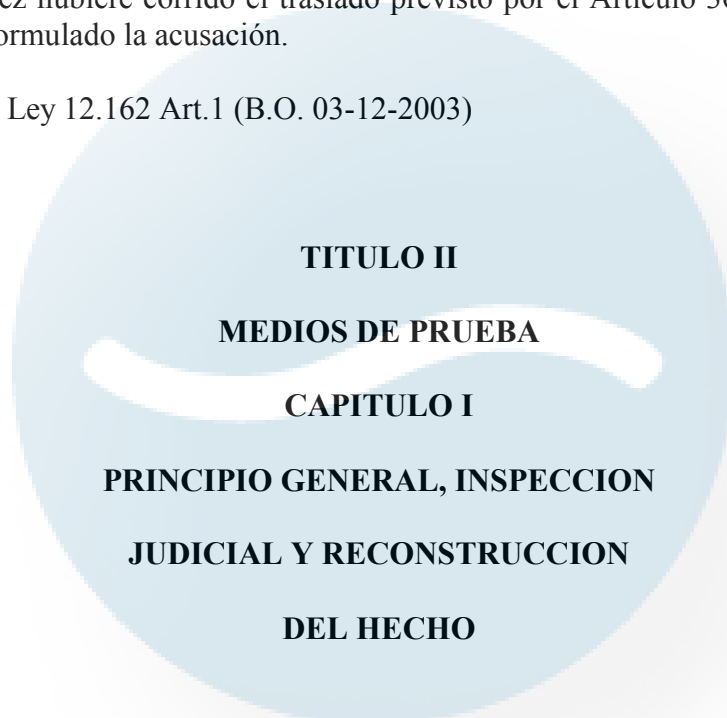 hubiere corrido el traslado previsto por el Artículo
formulado la acusación.
Ley 12.162 Art.1 (B.O. 03-12-2003)
TITULO II
MEDIOS DE PRUEBA
CAPITULO I
PRINCIPIO GENERAL, INSPECCION
JUDICIAL Y RECONSTRUCCION
DEL HECHO